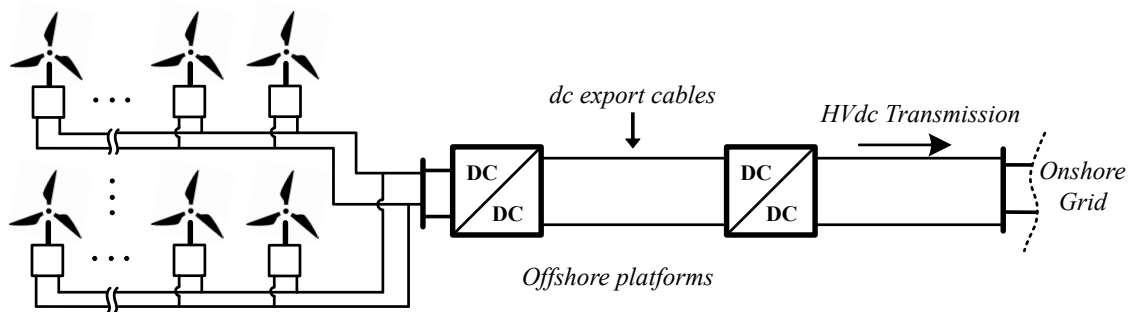 dc export cables
HVdc Transmission
DC
DC
DC
DC
Onshore
Grid
Offshore platforms